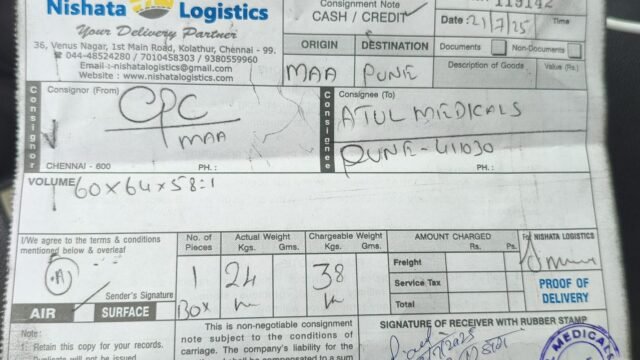 Nishata Logistics
Your Delivery Partner
36, Venus Nagar, 1st Main Road, Kolathur, Chennai - 99.
044-48524280 / 7010458303 / 9380559960
Email :-nishatalogistics@gmail.com
Website : www.nishatalogistics.com
Consignment Note
CASH / CREDIT
119142
Date : 21/7/25 Time
ORIGIN DESTINATION
MAA PUNE
Documents Non-Documents
Description of Goods Value (Rs.)
Consignor
Consignor (From)
CPC
MAA
CHENNAI - 600 PH. :
Consignee
Consignee (To)
ATUL MEDICALS
PUNE-411030
PH. :
VOLUME 60x64x58:1
I/We agree to the terms & conditions
mentioned below & overleaf
Sender's Signature
AIR SURFACE
No. of Pieces
1
BOX
Actual Weight
Kgs. Gms.
24
Chargeable Weight
Kgs. Gms.
38
AMOUNT CHARGED
Rs. Ps.
Freight
Service Tax
Total
For NISHATA LOGISTICS
PROOF OF
DELIVERY
Note :
1. Retain this copy for your records.
This is non-negotiable consignment
note subject to the conditions of
carriage. The company's liability for
SIGNATURE OF RECEIVER WITH RUBBER STAMP
MEDICALS